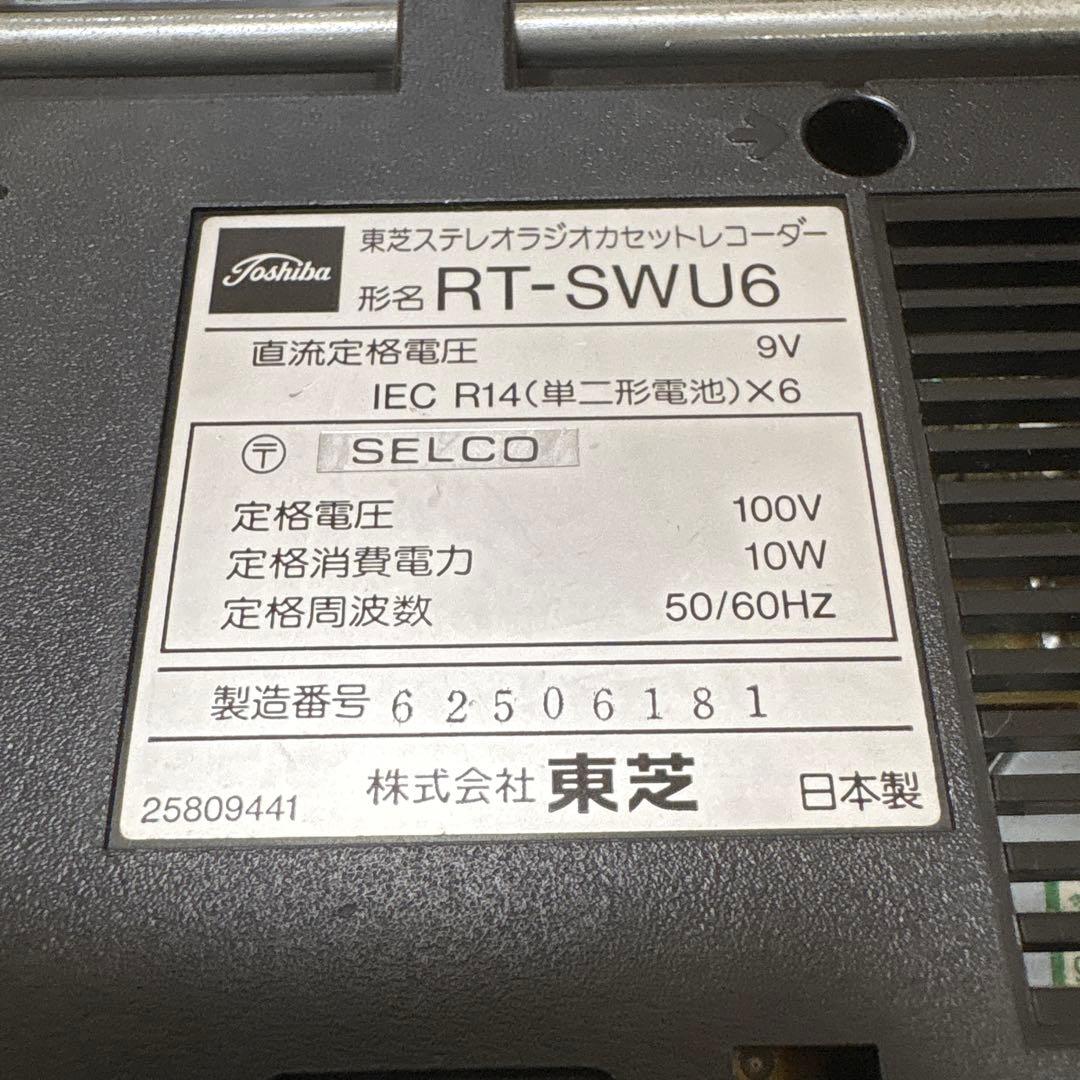 Toshiba
東芝ステレオラジオカセットレコーダー
形名 RT-SWU6
直流定格電圧 9V
IEC R14(単二形電池)×6
〒 SELCO
定格電圧 100V
定格消費電力 10W
定格周波数 50/60Hz
製造番号 62506181
25809441 株式会社 東芝 日本製